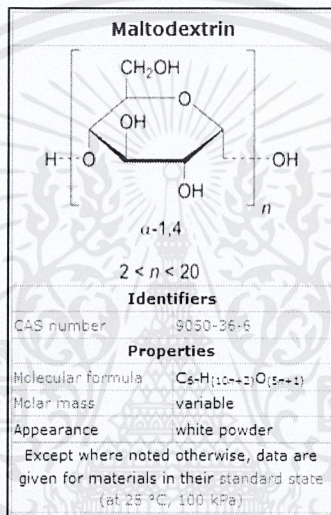 Maltodextrin
CH₂OH
O
OH
H O OH
OH
n
α-1,4
2 < n < 20
Identifiers
CAS number 9050-36-6
Properties
Molecular formula C₆ₙH₍₁₀ₙ₊₂₎O₍₅ₙ₊₁₎
Molar mass variable
Appearance white powder
Except where noted otherwise, data are
given for materials in their standard state
(at 25 °C, 100 kPa)